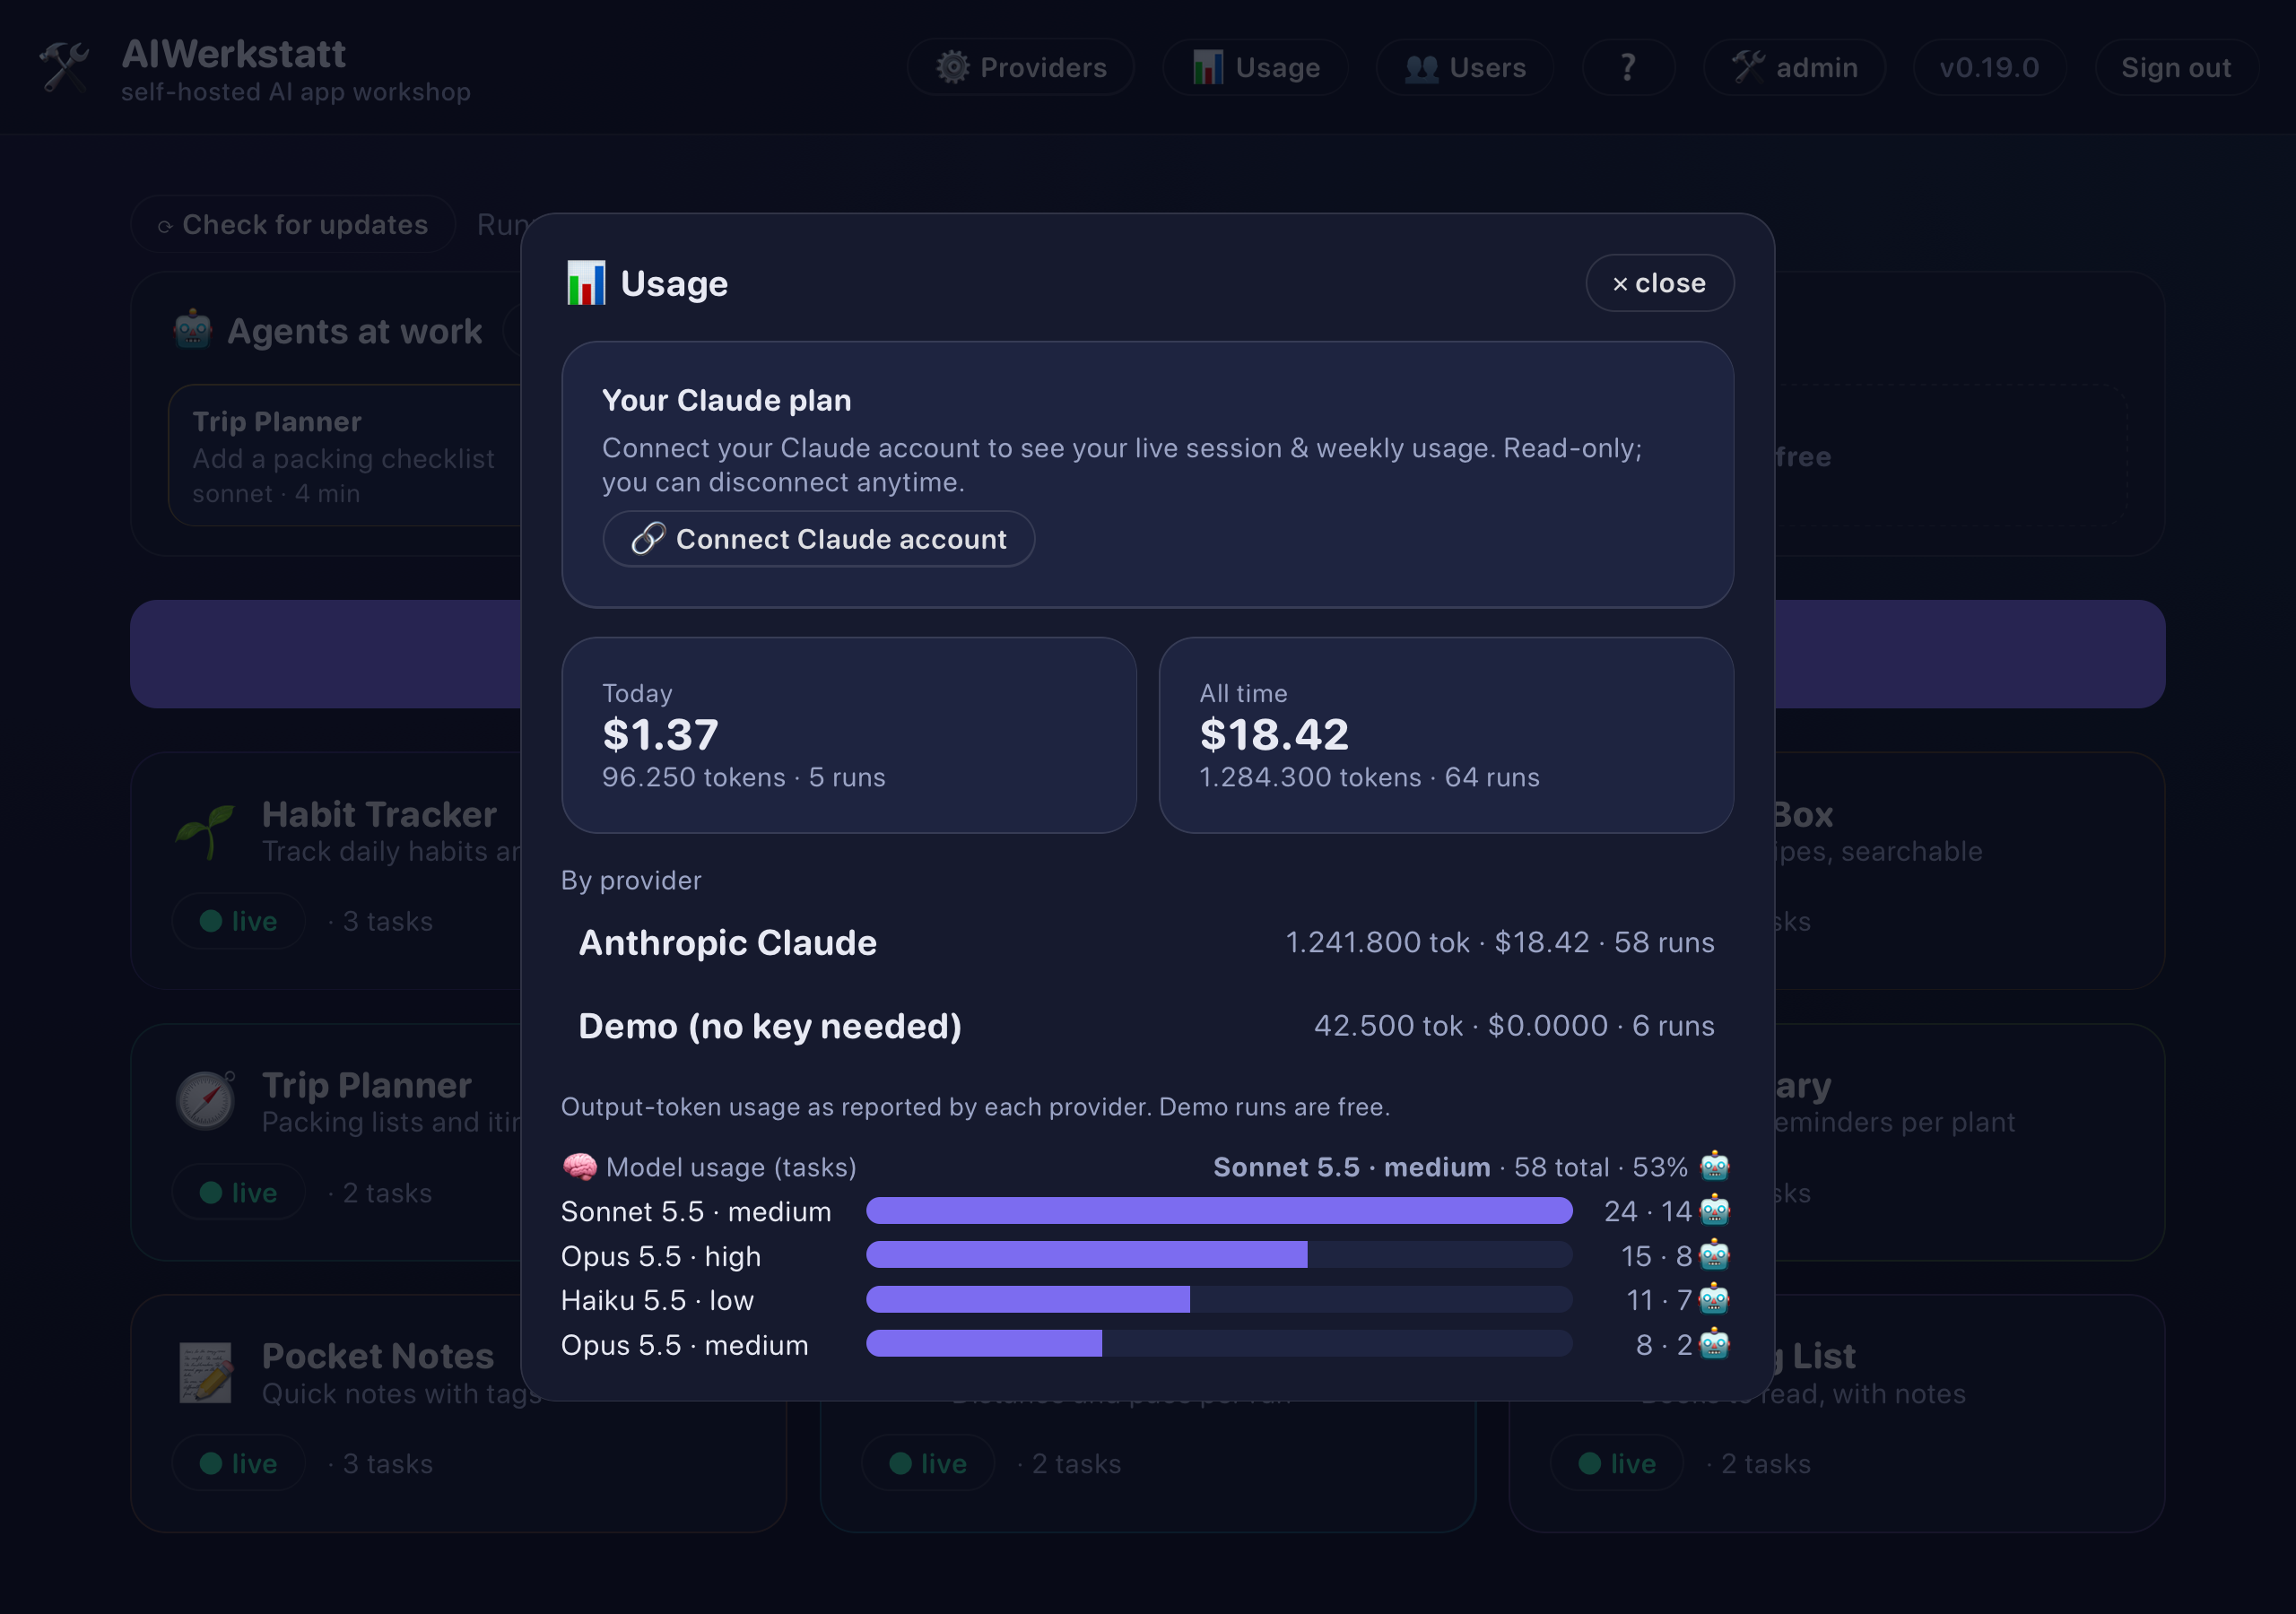 AIWerkstatt
self-hosted AI app workshop
Providers
Usage
Users
?
admin
v0.19.0
Sign out
Check for updates
Agents at work
Trip Planner
Add a packing checklist
sonnet · 4 min
free
Usage
× close
Your Claude plan
Connect your Claude account to see your live session & weekly usage. Read-only;
you can disconnect anytime.
Connect Claude account
Today
$1.37
96.250 tokens · 5 runs
All time
$18.42
1.284.300 tokens · 64 runs
By provider
Anthropic Claude
1.241.800 tok · $18.42 · 58 runs
Demo (no key needed)
42.500 tok · $0.0000 · 6 runs
Output-token usage as reported by each provider. Demo runs are free.
Model usage (tasks)
Sonnet 5.5 · medium · 58 total · 53%
Sonnet 5.5 · medium
24 · 14
Opus 5.5 · high
15 · 8
Haiku 5.5 · low
11 · 7
Opus 5.5 · medium
8 · 2
Habit Tracker
Track daily habits
live
· 3 tasks
Box
searchable
Trip Planner
Packing lists and
live
· 2 tasks
reminders per plant
Pocket Notes
Quick notes with tags
live
· 3 tasks
live
· 2 tasks
List
read, with notes
live
· 2 tasks